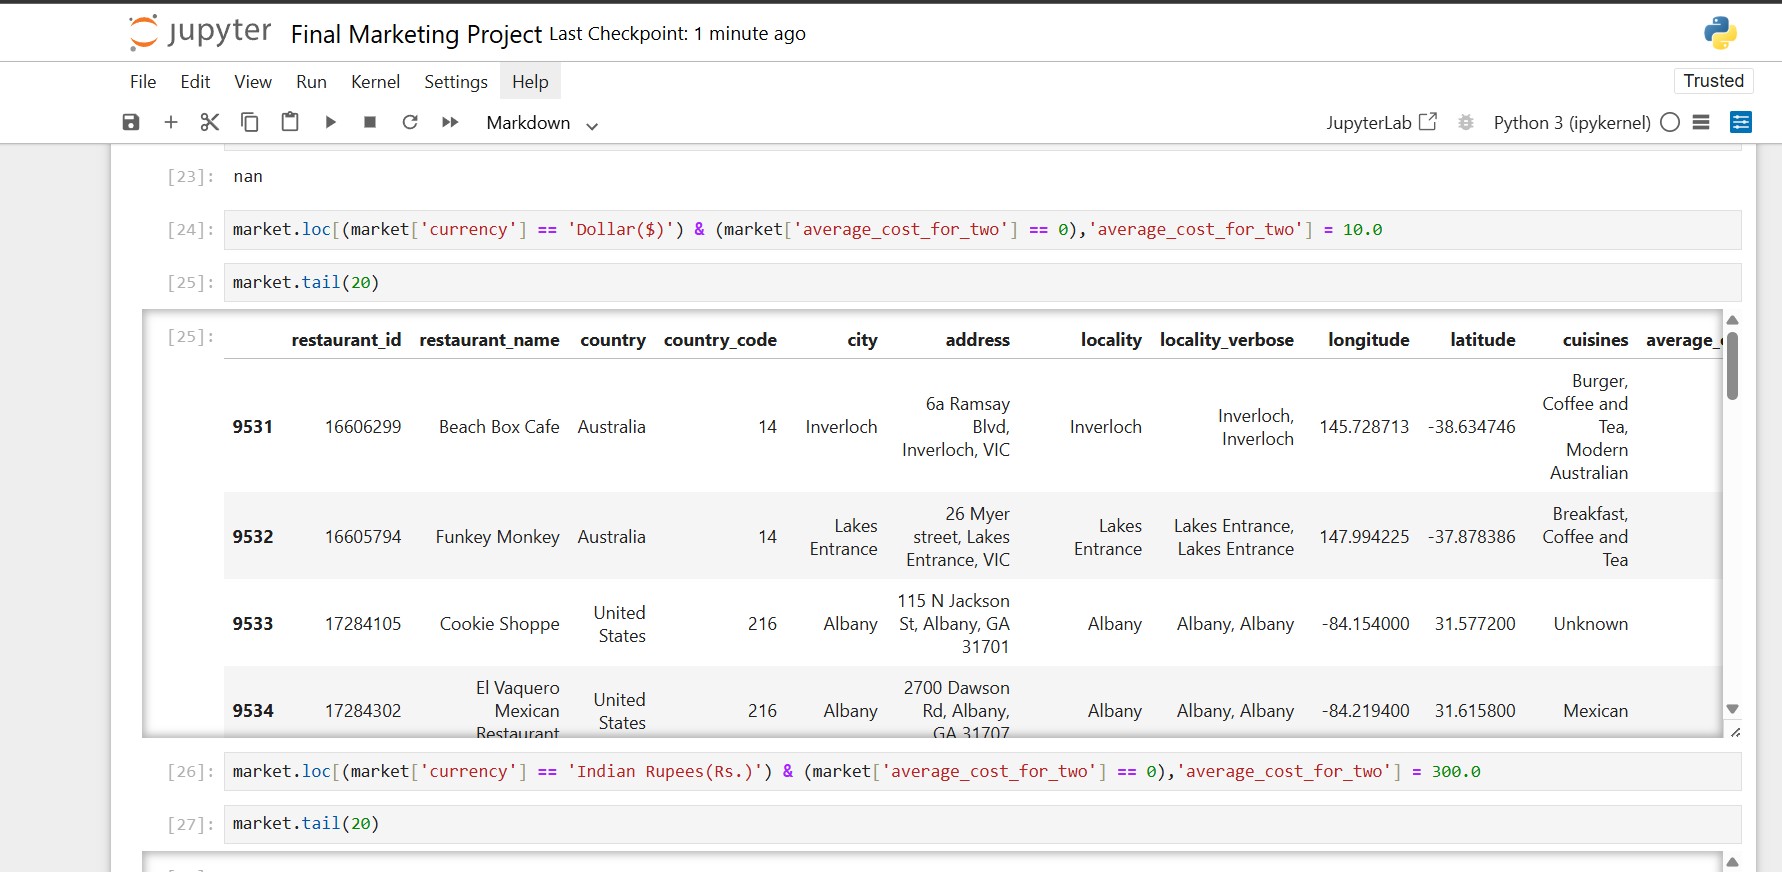 jupyter Final Marketing Project Last Checkpoint: 1 minute ago
File Edit View Run Kernel Settings Help Trusted
Markdown JupyterLab Python 3 (ipykernel)
[23]: nan
[24]: market.loc[(market['currency'] == 'Dollar($)') & (market['average_cost_for_two'] == 0),'average_cost_for_two'] = 10.0
[25]: market.tail(20)
[25]:
restaurant_id restaurant_name country country_code city address locality locality_verbose longitude latitude cuisines average_
9531 16606299 Beach Box Cafe Australia 14 Inverloch 6a Ramsay Blvd, Inverloch, VIC Inverloch Inverloch, Inverloch 145.728713 -38.634746 Burger, Coffee and Tea, Modern Australian
9532 16605794 Funkey Monkey Australia 14 Lakes Entrance 26 Myer street, Lakes Entrance, VIC Lakes Entrance Lakes Entrance, Lakes Entrance 147.994225 -37.878386 Breakfast, Coffee and Tea
9533 17284105 Cookie Shoppe United States 216 Albany 115 N Jackson St, Albany, GA 31701 Albany Albany, Albany -84.154000 31.577200 Unknown
9534 17284302 El Vaquero Mexican Restaurant United States 216 Albany 2700 Dawson Rd, Albany, GA 31707 Albany Albany, Albany -84.219400 31.615800 Mexican
[26]: market.loc[(market['currency'] == 'Indian Rupees(Rs.)') & (market['average_cost_for_two'] == 0),'average_cost_for_two'] = 300.0
[27]: market.tail(20)